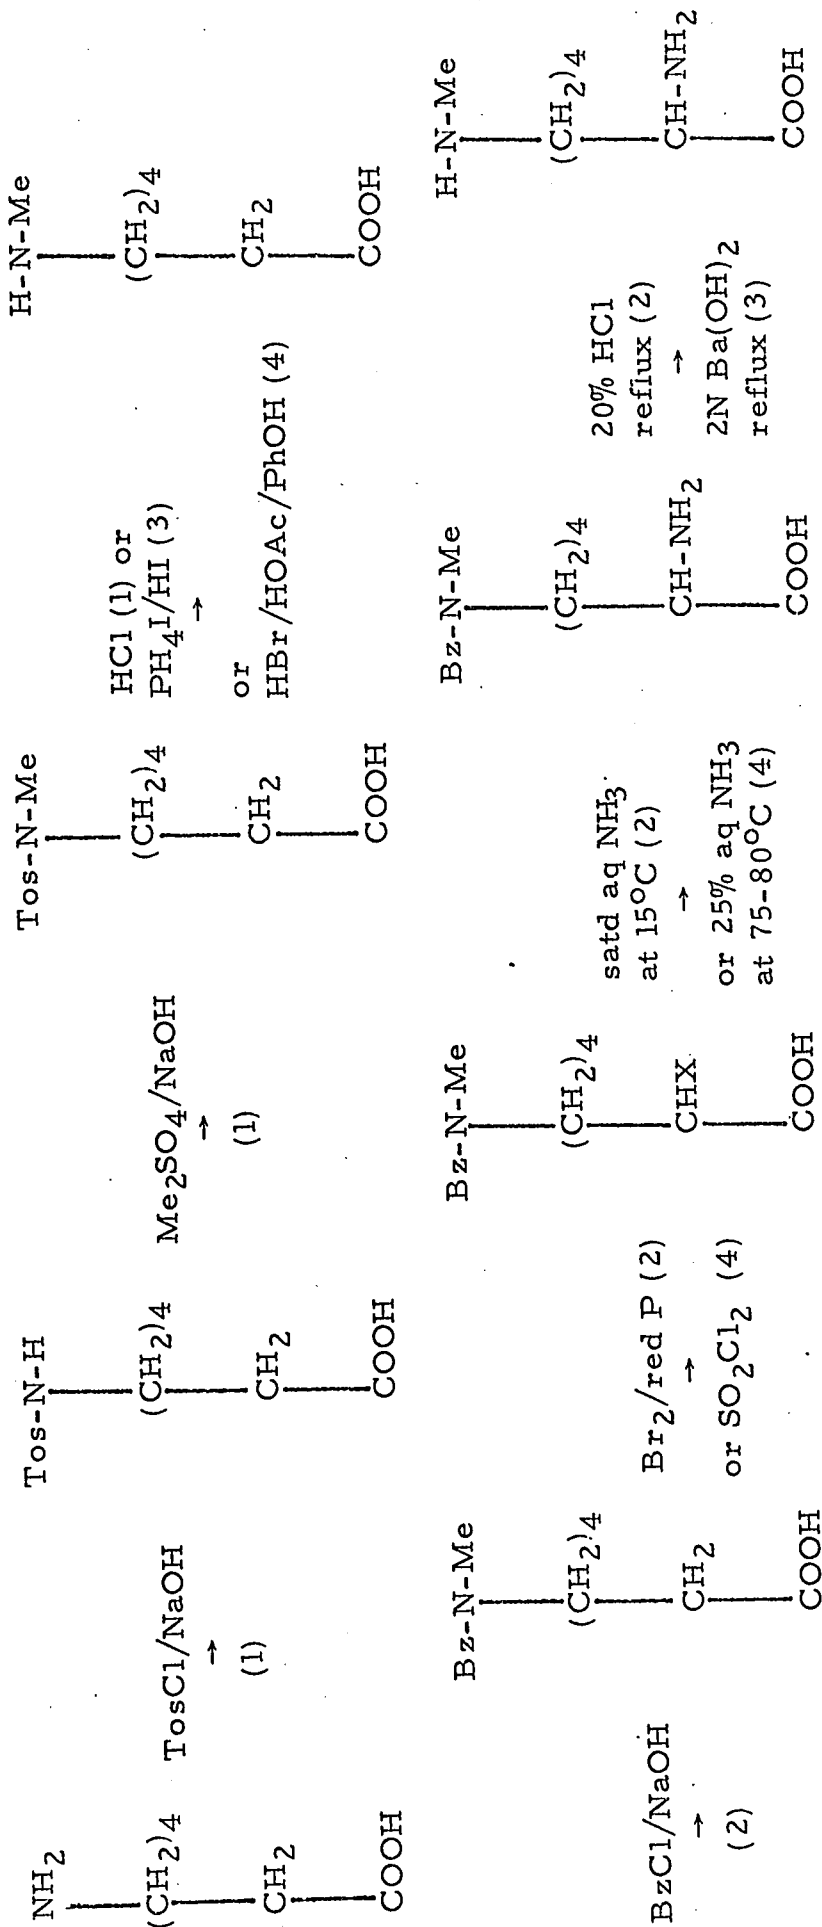 NH2
(CH2)4
CH2
COOH
TosCl/NaOH
→
(1)
Tos-N-H
(CH2)4
CH2
COOH
Me2SO4/NaOH
→
(1)
Tos-N-Me
(CH2)4
CH2
COOH
HCl (1) or
PH4I/HI (3)
→
or
HBr/HOAc/PhOH (4)
H-N-Me
(CH2)4
CH2
COOH
BzCl/NaOH
→
(2)
Bz-N-Me
(CH2)4
CH2
COOH
Br2/red P (2)
→
or SO2Cl2 (4)
Bz-N-Me
(CH2)4
CHX
COOH
satd aq NH3
at 15°C (2)
→
or 25% aq NH3
at 75-80°C (4)
Bz-N-Me
(CH2)4
CH-NH2
COOH
20% HCl
reflux (2)
→
2N Ba(OH)2
reflux (3)
H-N-Me
(CH2)4
CH-NH2
COOH